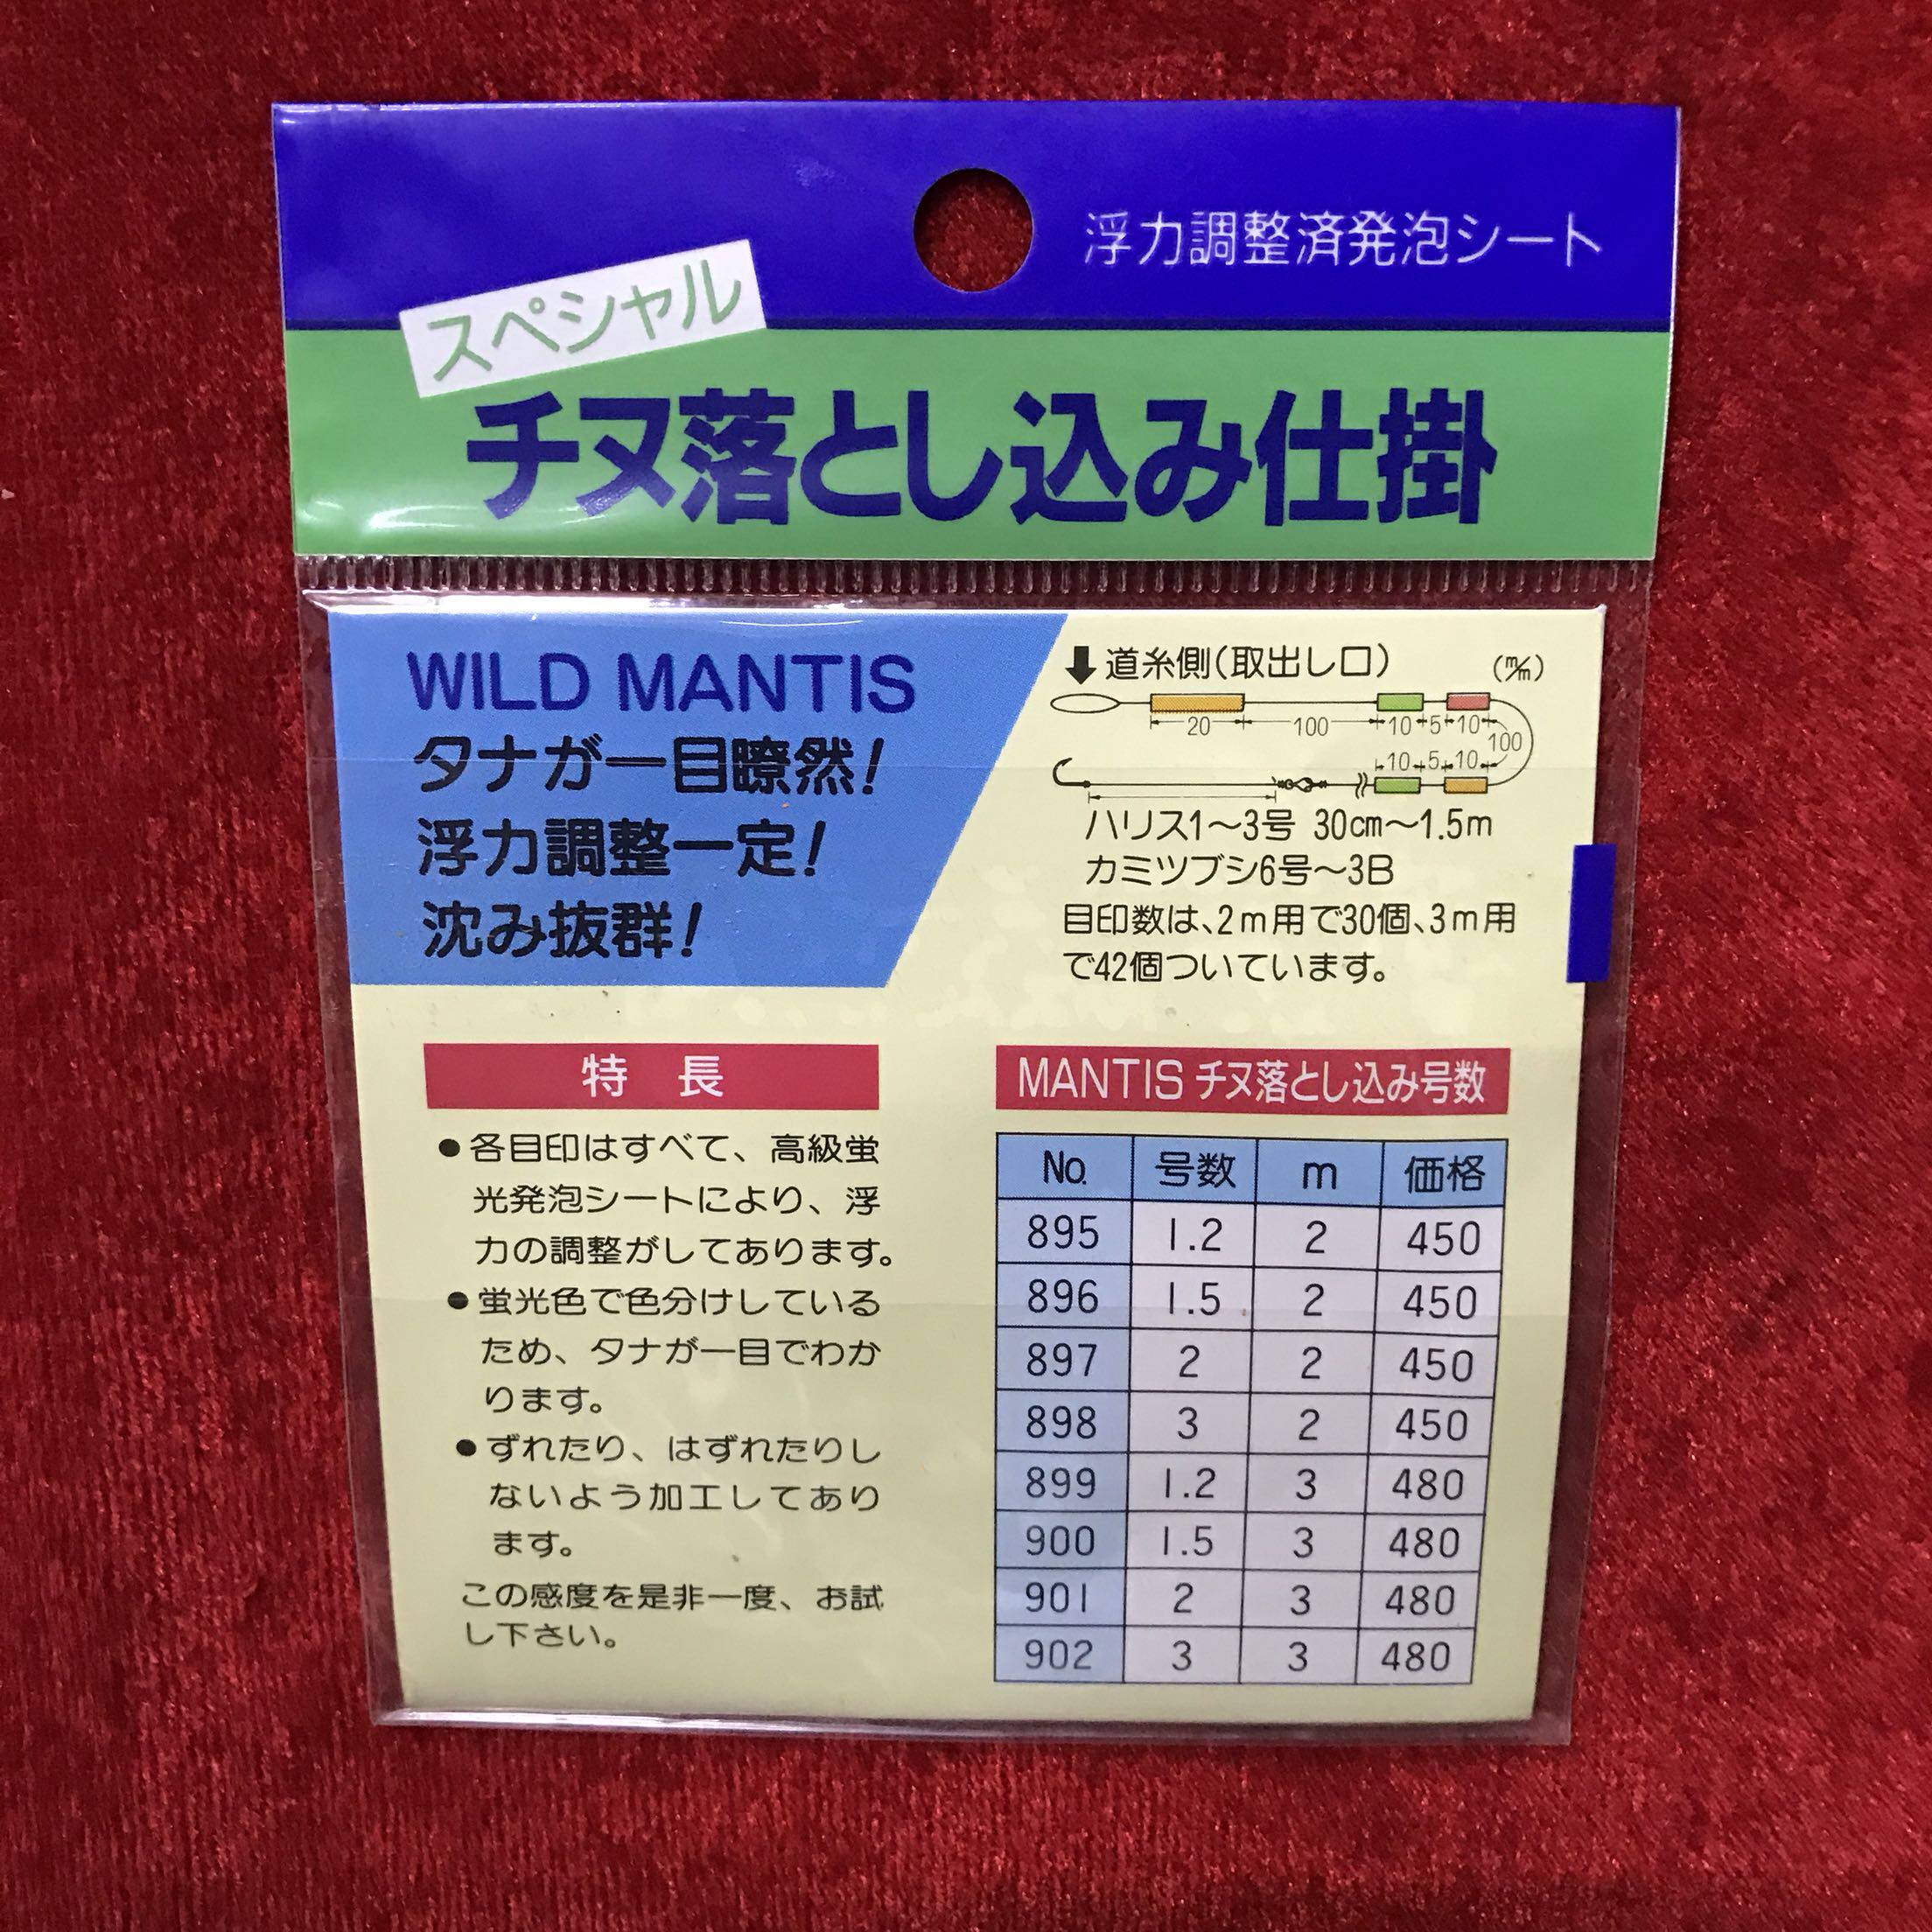 浮力調整済発泡シート
スペシャル
チヌ落とし込み仕掛
WILD MANTIS
タナが一目瞭然!
浮力調整一定!
沈み抜群!
道糸側(取出し口) (m/m)
20 100 10 5 10
100
10 5 10
ハリス1〜3号 30cm〜1.5m
カミツブシ6号〜3B
目印数は、2m用で30個、3m用
で42個ついています。
特 長
●各目印はすべて、高級蛍
光発泡シートにより、浮
力の調整がしてあります。
●蛍光色で色分けしている
ため、タナが一目でわか
ります。
●ずれたり、はずれたりし
ないよう加工してあり
ます。
この感度を是非一度、お試
し下さい。
MANTIS チヌ落とし込み号数
No. 号数 m 価格
895 1.2 2 450
896 1.5 2 450
897 2 2 450
898 3 2 450
899 1.2 3 480
900 1.5 3 480
901 2 3 480
902 3 3 480